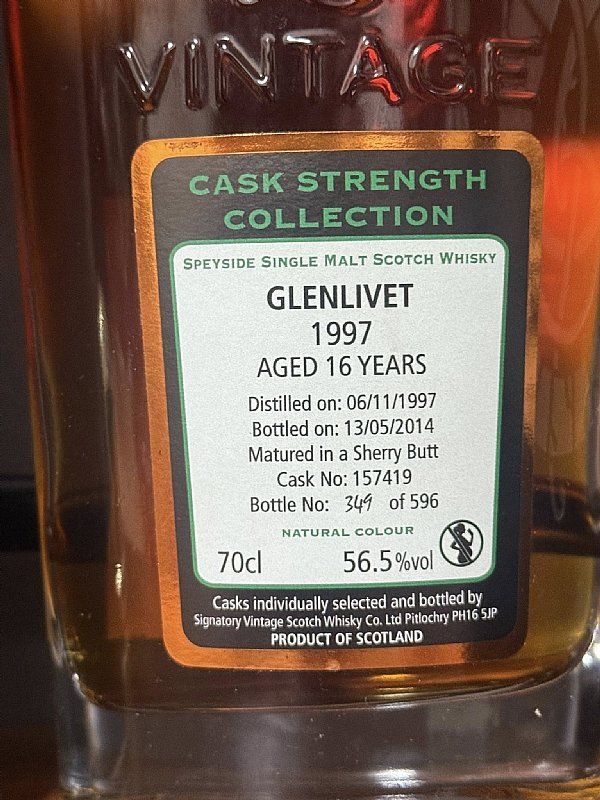 VINTAGE
CASK STRENGTH
COLLECTION
SPEYSIDE SINGLE MALT SCOTCH WHISKY
GLENLIVET
1997
AGED 16 YEARS
Distilled on: 06/11/1997
Bottled on: 13/05/2014
Matured in a Sherry Butt
Cask No: 157419
Bottle No: 349 of 596
NATURAL COLOUR
70cl 56.5%vol
Casks individually selected and bottled by
Signatory Vintage Scotch Whisky Co. Ltd Pitlochry PH16 5JP
PRODUCT OF SCOTLAND